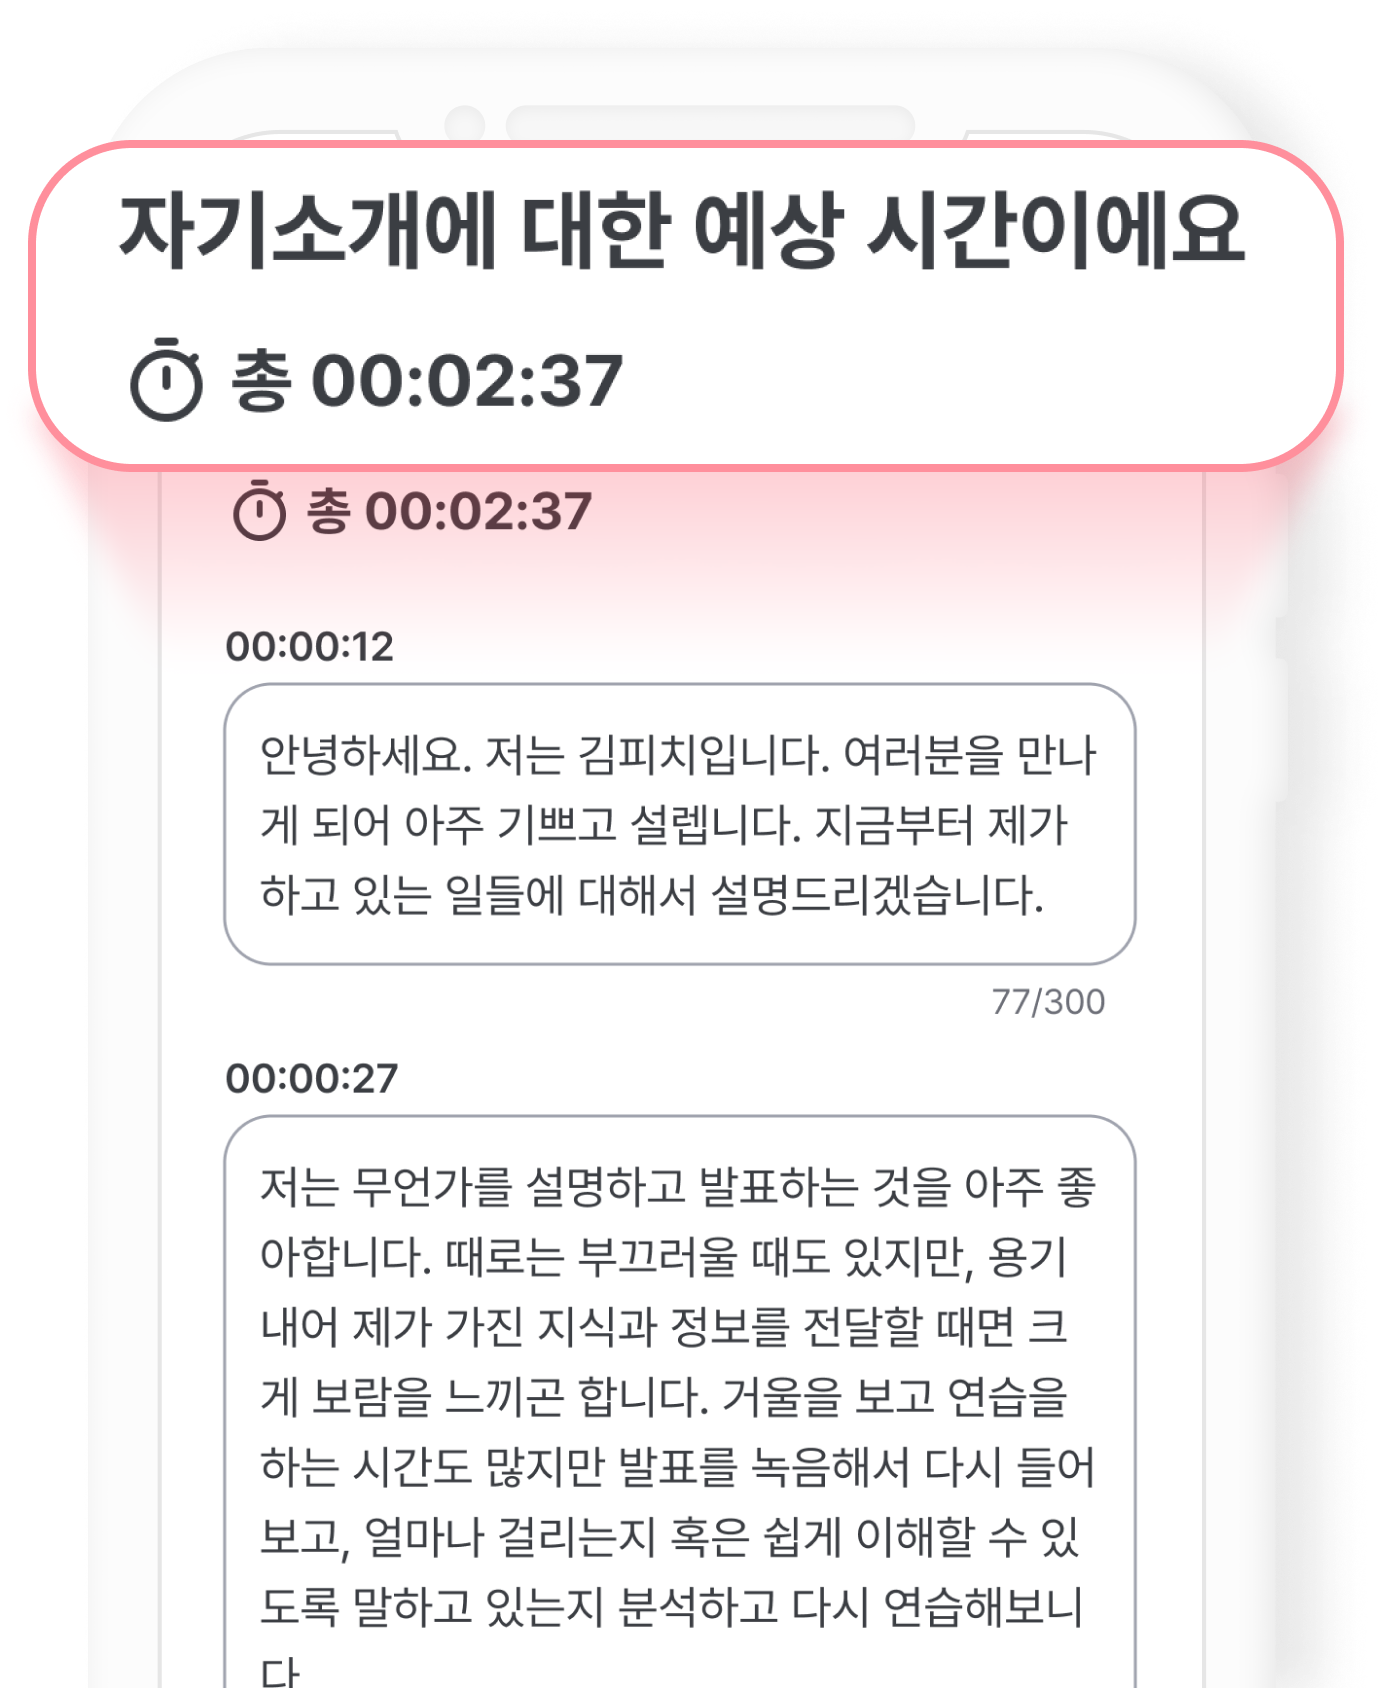 자기소개에 대한 예상 시간이에요
총 00:02:37
총 00:02:37
00:00:12
안녕하세요. 저는 김피치입니다. 여러분을 만나
게 되어 아주 기쁘고 설렙니다. 지금부터 제가
하고 있는 일들에 대해서 설명드리겠습니다.
77/300
00:00:27
저는 무언가를 설명하고 발표하는 것을 아주 좋
아합니다. 때로는 부끄러울 때도 있지만, 용기
내어 제가 가진 지식과 정보를 전달할 때면 크
게 보람을 느끼곤 합니다. 거울을 보고 연습을
하는 시간도 많지만 발표를 녹음해서 다시 들어
보고, 얼마나 걸리는지 혹은 쉽게 이해할 수 있
도록 말하고 있는지 분석하고 다시 연습해보니
다